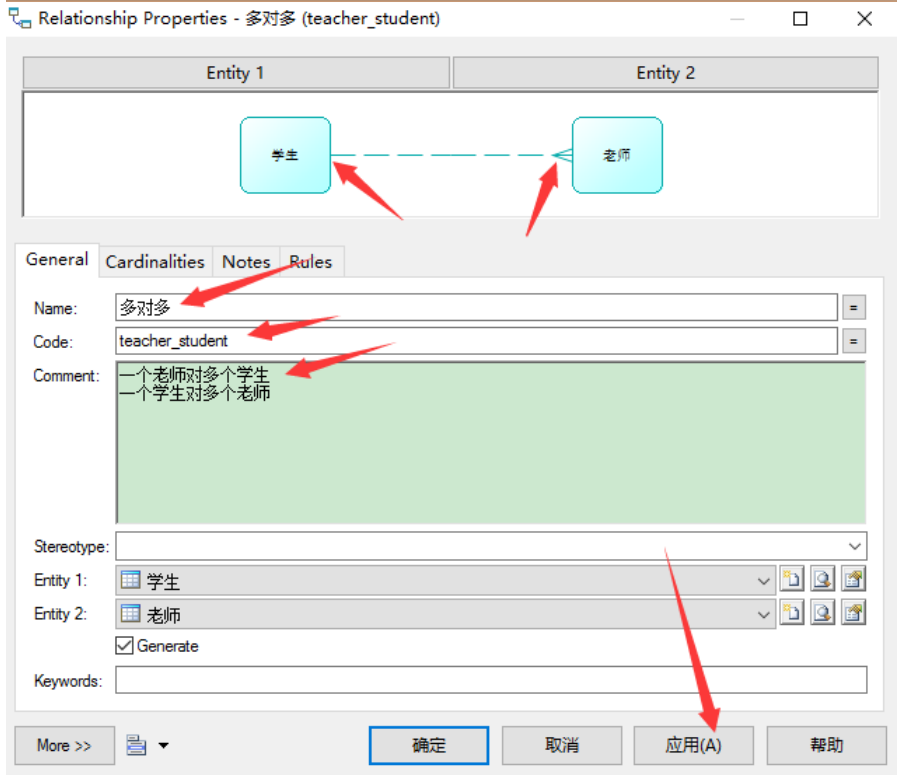 Relationship Properties - 多对多 (teacher_student)
Entity 1 Entity 2
学生 老师
General Cardinalities Notes Rules
Name: 多对多 =
Code: teacher_student =
Comment: 一个老师对多个学生
一个学生对多个老师
Stereotype:
Entity 1: 学生
Entity 2: 老师
Generate
Keywords:
More >> 确定 取消 应用(A) 帮助